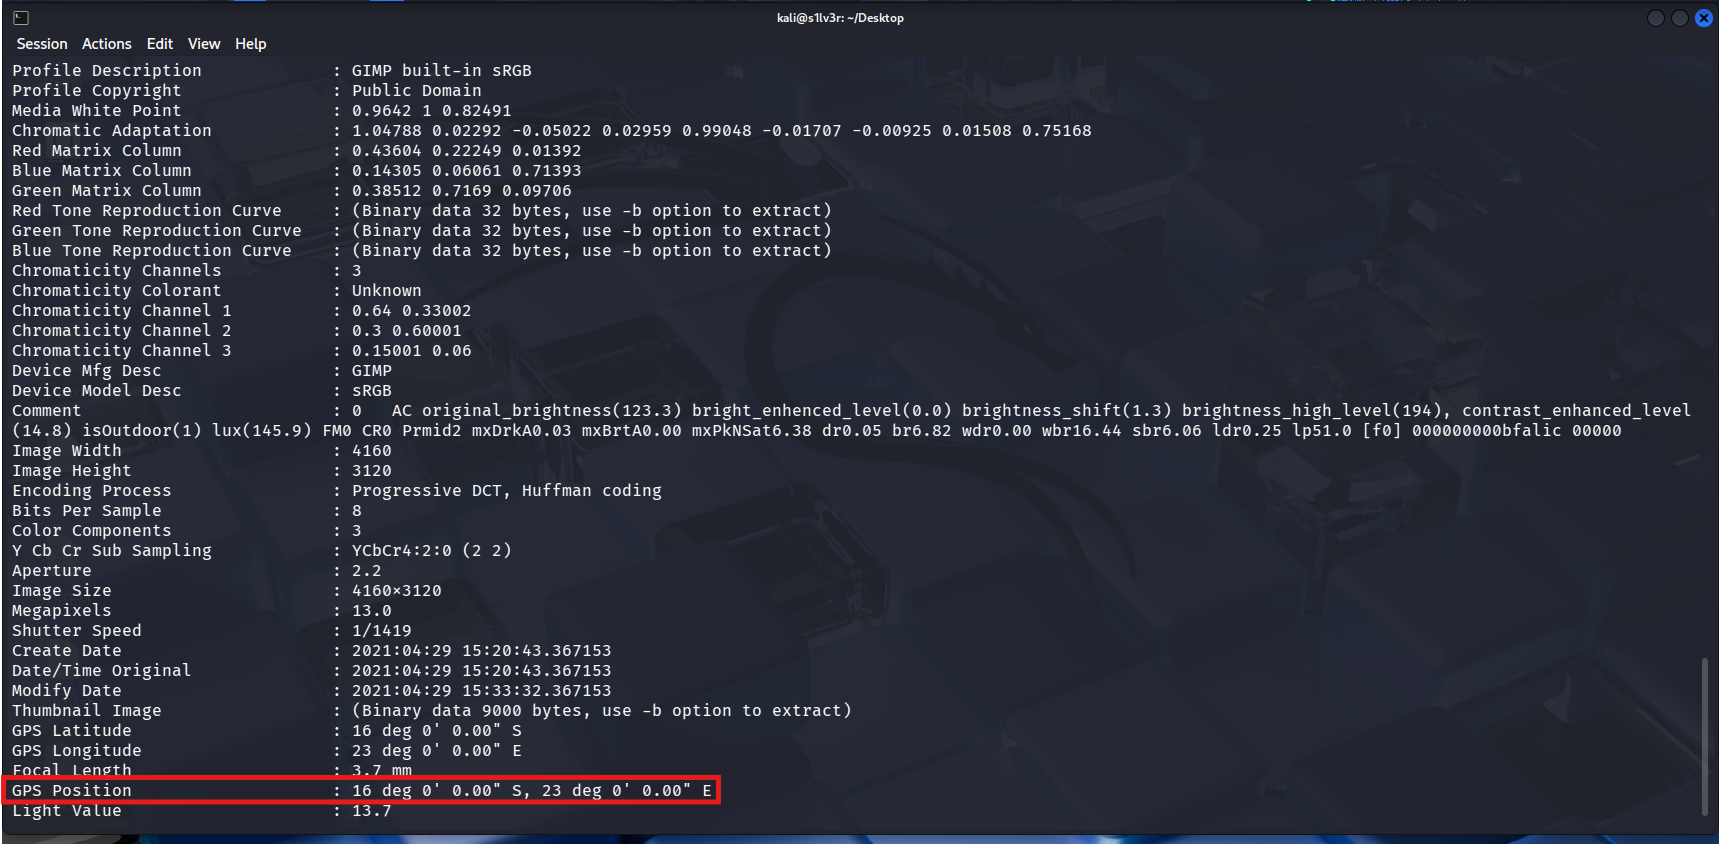 kali@s1lv3r: ~/Desktop
Session Actions Edit View Help
Profile Description : GIMP built-in sRGB
Profile Copyright : Public Domain
Media White Point : 0.9642 1 0.82491
Chromatic Adaptation : 1.04788 0.02292 -0.05022 0.02959 0.99048 -0.01707 -0.00925 0.01508 0.75168
Red Matrix Column : 0.43604 0.22249 0.01392
Blue Matrix Column : 0.14305 0.06061 0.71393
Green Matrix Column : 0.38512 0.7169 0.09706
Red Tone Reproduction Curve : (Binary data 32 bytes, use -b option to extract)
Green Tone Reproduction Curve : (Binary data 32 bytes, use -b option to extract)
Blue Tone Reproduction Curve : (Binary data 32 bytes, use -b option to extract)
Chromaticity Channels : 3
Chromaticity Colorant : Unknown
Chromaticity Channel 1 : 0.64 0.33002
Chromaticity Channel 2 : 0.3 0.60001
Chromaticity Channel 3 : 0.15001 0.06
Device Mfg Desc : GIMP
Device Model Desc : sRGB
Comment : 0 AC original_brightness(123.3) bright_enhenced_level(0.0) brightness_shift(1.3) brightness_high_level(194), contrast_enhanced_level
(14.8) isOutdoor(1) lux(145.9) FM0 CR0 Prmid2 mxDrkA0.03 mxBrtA0.00 mxPkNSat6.38 dr0.05 br6.82 wdr0.00 wbr16.44 sbr6.06 ldr0.25 lp51.0 [f0] 000000000bfalic 00000
Image Width : 4160
Image Height : 3120
Encoding Process : Progressive DCT, Huffman coding
Bits Per Sample : 8
Color Components : 3
Y Cb Cr Sub Sampling : YCbCr4:2:0 (2 2)
Aperture : 2.2
Image Size : 4160×3120
Megapixels : 13.0
Shutter Speed : 1/1419
Create Date : 2021:04:29 15:20:43.367153
Date/Time Original : 2021:04:29 15:20:43.367153
Modify Date : 2021:04:29 15:33:32.367153
Thumbnail Image : (Binary data 9000 bytes, use -b option to extract)
GPS Latitude : 16 deg 0' 0.00" S
GPS Longitude : 23 deg 0' 0.00" E
Focal Length : 3.7 mm
GPS Position : 16 deg 0' 0.00" S, 23 deg 0' 0.00" E
Light Value : 13.7